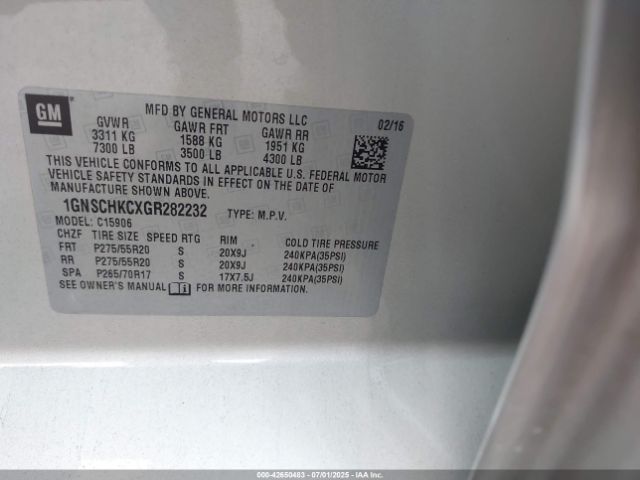 GM
MFD BY GENERAL MOTORS LLC
02/16
GVWR GAWR FRT GAWR RR
3311 KG 1588 KG 1951 KG
7300 LB 3500 LB 4300 LB
THIS VEHICLE CONFORMS TO ALL APPLICABLE U.S. FEDERAL MOTOR
VEHICLE SAFETY STANDARDS IN EFFECT ON THE DATE OF
MANUFACTURE SHOWN ABOVE.
1GNSCHKCXGR282232 TYPE: M.P.V.
MODEL: C15906
CHZF TIRE SIZE SPEED RTG RIM COLD TIRE PRESSURE
FRT P275/55R20 S 20X9J 240KPA(35PSI)
RR P275/55R20 S 20X9J 240KPA(35PSI)
SPA P265/70R17 S 17X7.5J 240KPA(35PSI)
SEE OWNER'S MANUAL FOR MORE INFORMATION.
000-42650463 - 07/01/2025 - IAAI.com